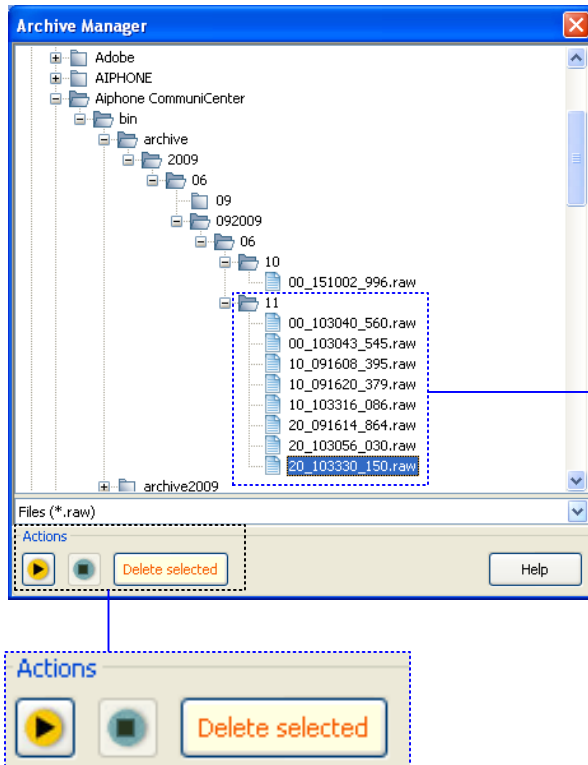 Archive Manager
Adobe
AIPHONE
Aiphone CommuniCenter
bin
archive
2009
06
09
092009
06
10
00_151002_996.raw
11
00_103040_560.raw
00_103043_545.raw
10_091608_395.raw
10_091620_379.raw
10_103316_086.raw
20_091614_864.raw
20_103056_030.raw
20_103330_150.raw
archive2009
Files (*.raw)
Actions
Delete selected
Help
Actions
Delete selected